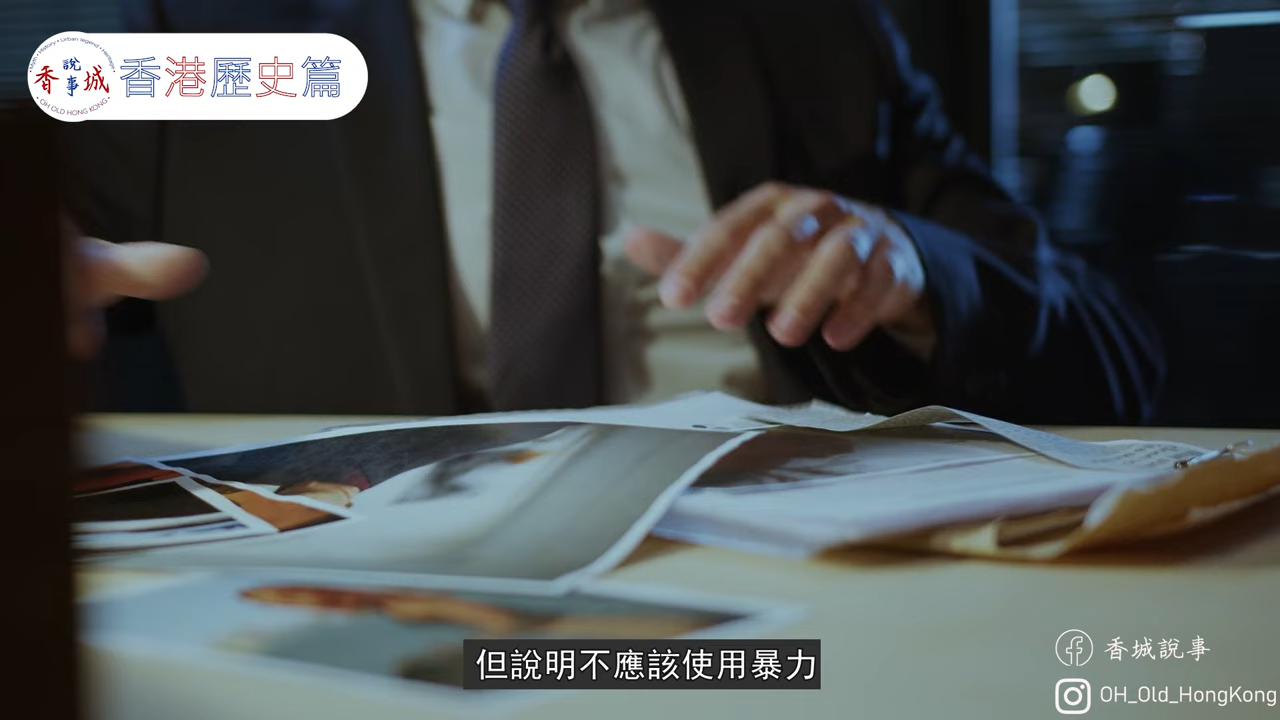 說
香 城
事
• OH OLD HONG KONG •
香港歷史篇
但說明不應該使用暴力
香城說事
OH_Old_HongKong